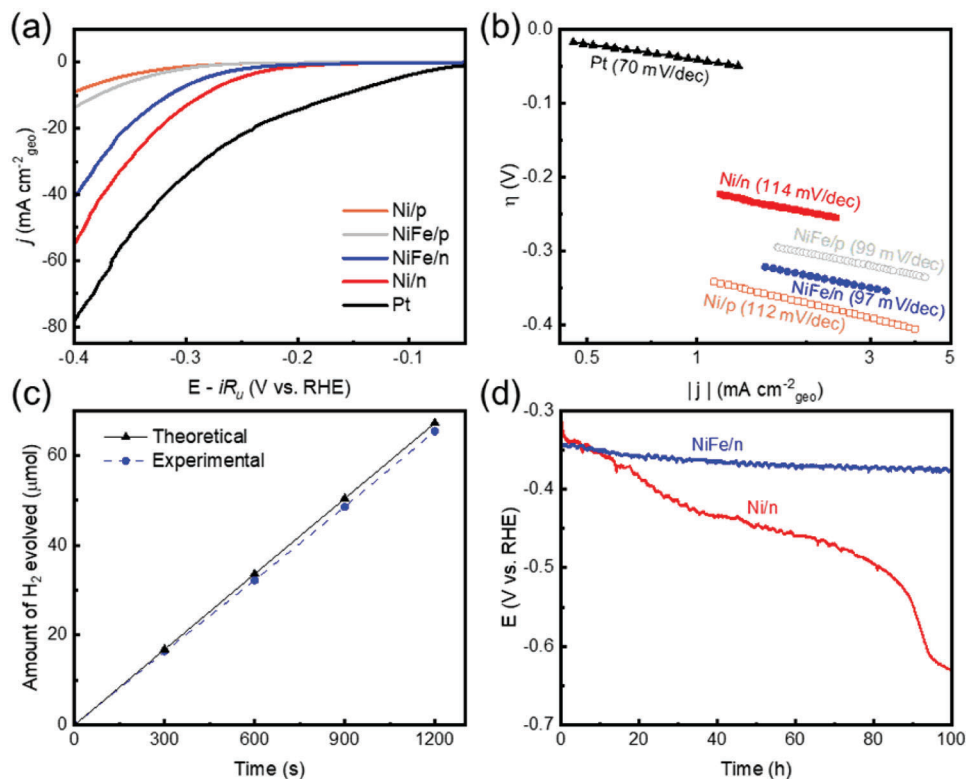 (a)
0
-20
-40
-60
-80
j (mA cm⁻²geo)
Ni/p
NiFe/p
NiFe/n
Ni/n
Pt
-0.4
-0.3
-0.2
-0.1
E - iRu (V vs. RHE)
(b)
0.0
-0.1
-0.2
-0.3
-0.4
η (V)
Pt (70 mV/dec)
Ni/n (114 mV/dec)
NiFe/p (99 mV/dec)
NiFe/n (97 mV/dec)
Ni/p (112 mV/dec)
0.5
1
3
5
|j| (mA cm⁻²geo)
(c)
60
40
20
0
Amount of H₂ evolved (μmol)
Theoretical
Experimental
0
300
600
900
1200
Time (s)
(d)
-0.3
-0.4
-0.5
-0.6
-0.7
E (V vs. RHE)
NiFe/n
Ni/n
0
20
40
60
80
100
Time (h)